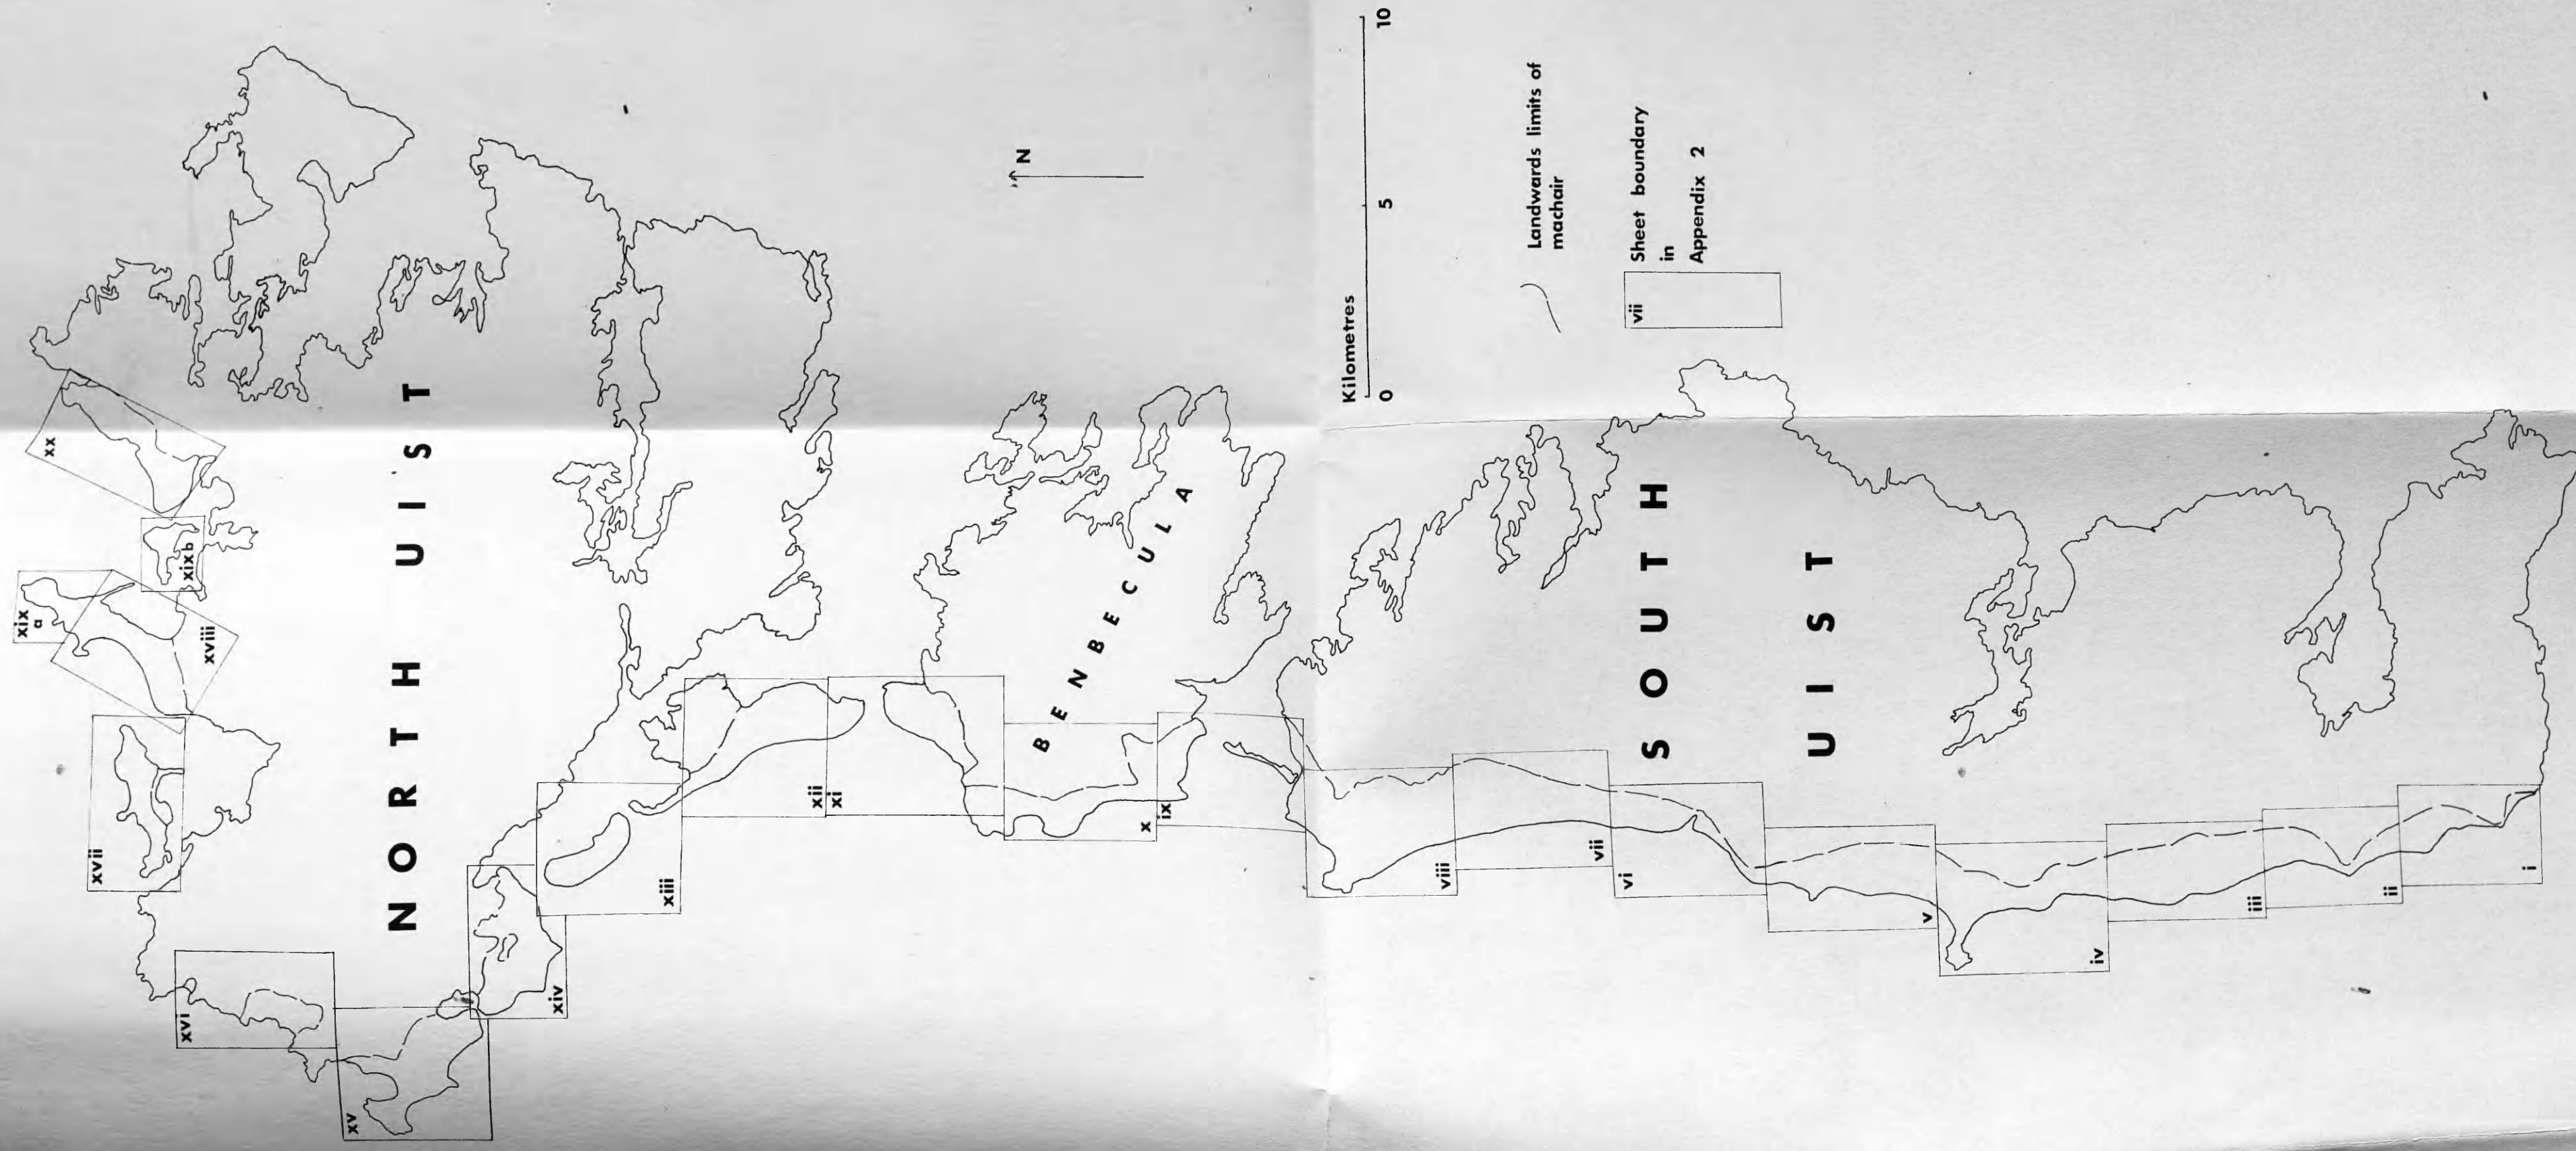 NORTH UIST
BENBECULA
SOUTH
UIST
N
Kilometres
0 5 10
Landwards limits of
machair
vii
Sheet boundary
in
Appendix 2
xx
xix
a
xixb
xviii
xvii
xvi
xv
xiv
xiii
xii
xi
x
ix
viii
vii
vi
v
iv
iii
ii
i